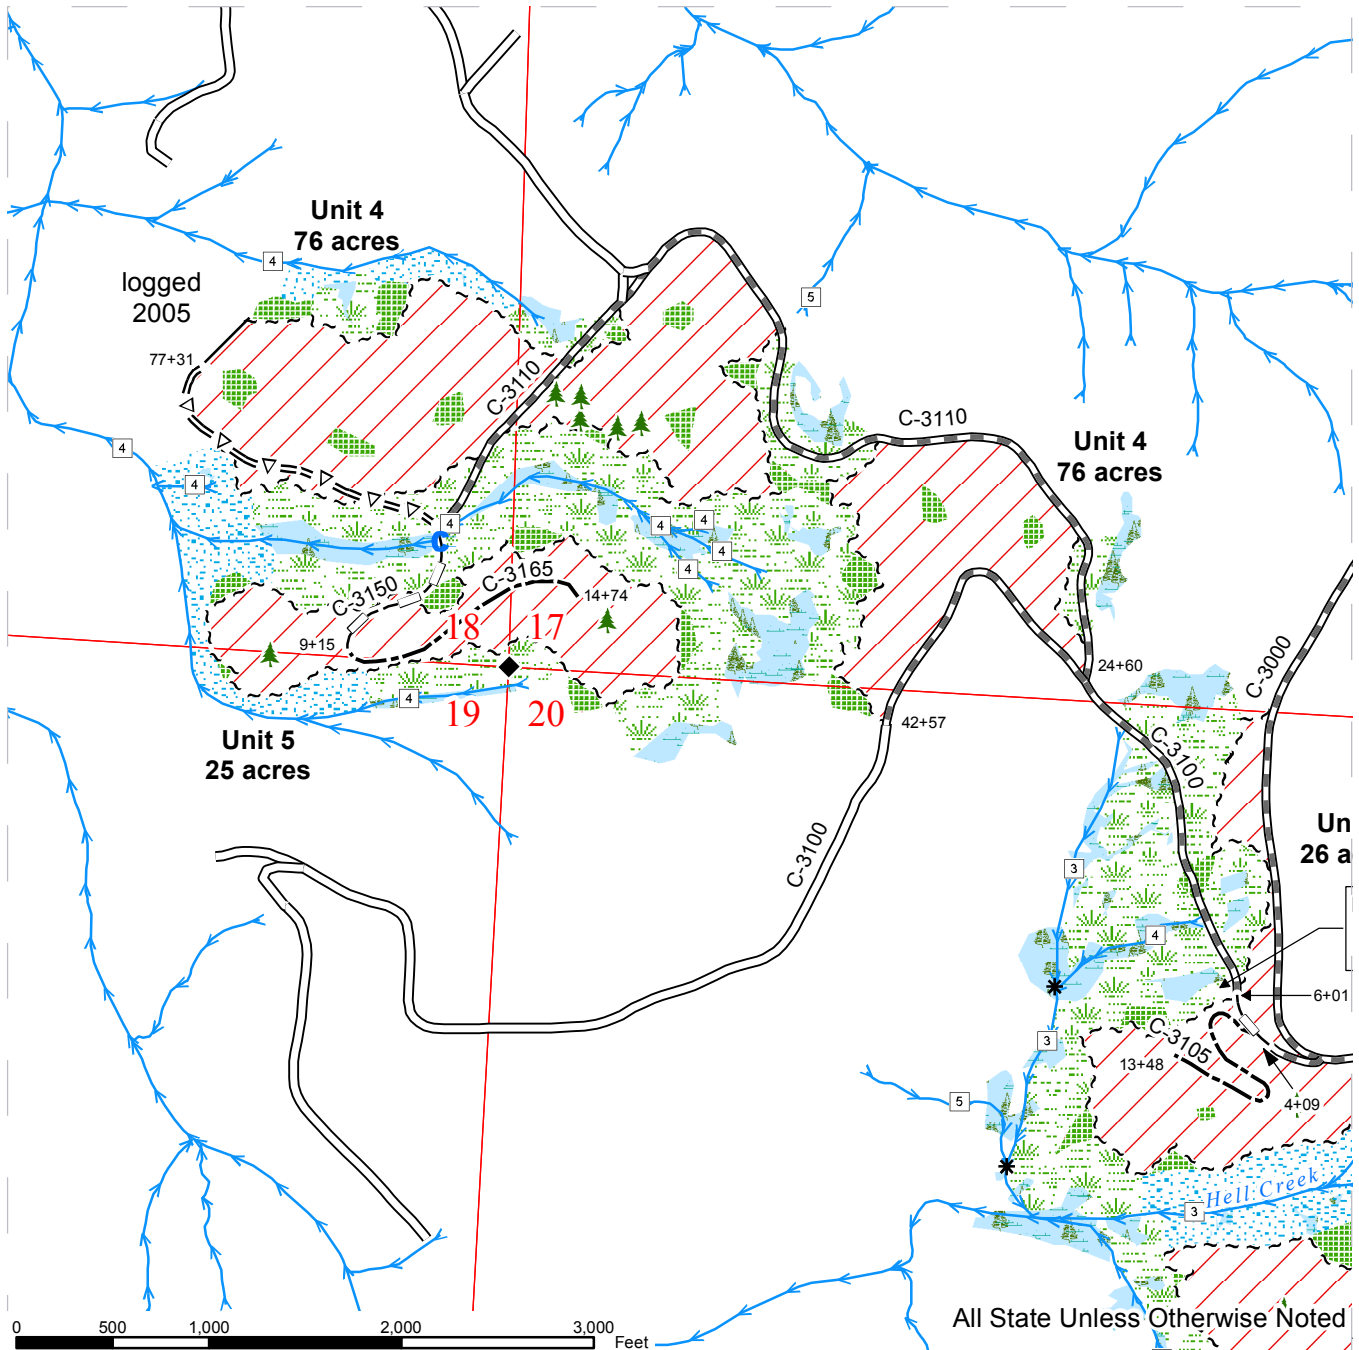 Unit 4
76 acres
4
logged
2005
5
77+31
C-3110
C-3110
Unit 4
76 acres
4
4
4
4
4
4
4
C-3165
C-3150
14+74
18
17
9+15
24+60
C-3000
4
19
20
42+57
Unit 5
25 acres
C-3100
C-3100
Un
26 a
3
4
6+01
3
C-3105
13+48
5
4+09
Hell Creek
3
All State Unless Otherwise Noted
0
500
1,000
2,000
3,000
Feet